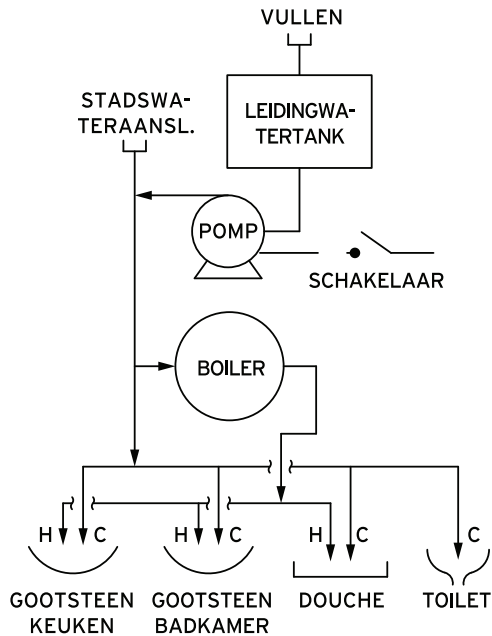 VULLEN
STADSWA-
TERAANSL.
LEIDINGWA-
TERTANK
POMP
SCHAKELAAR
BOILER
H C
H C
H C
C
GOOTSTEEN
KEUKEN
GOOTSTEEN
BADKAMER
DOUCHE
TOILET